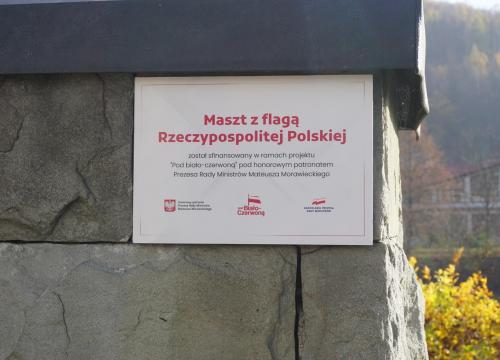 Maszt z flagą
Rzeczypospolitej Polskiej
został sfinansowany w ramach projektu
"Pod biało-czerwoną" pod honorowym patronatem
Prezesa Rady Ministrów Mateusza Morawieckiego
Biało-
Czerwoną